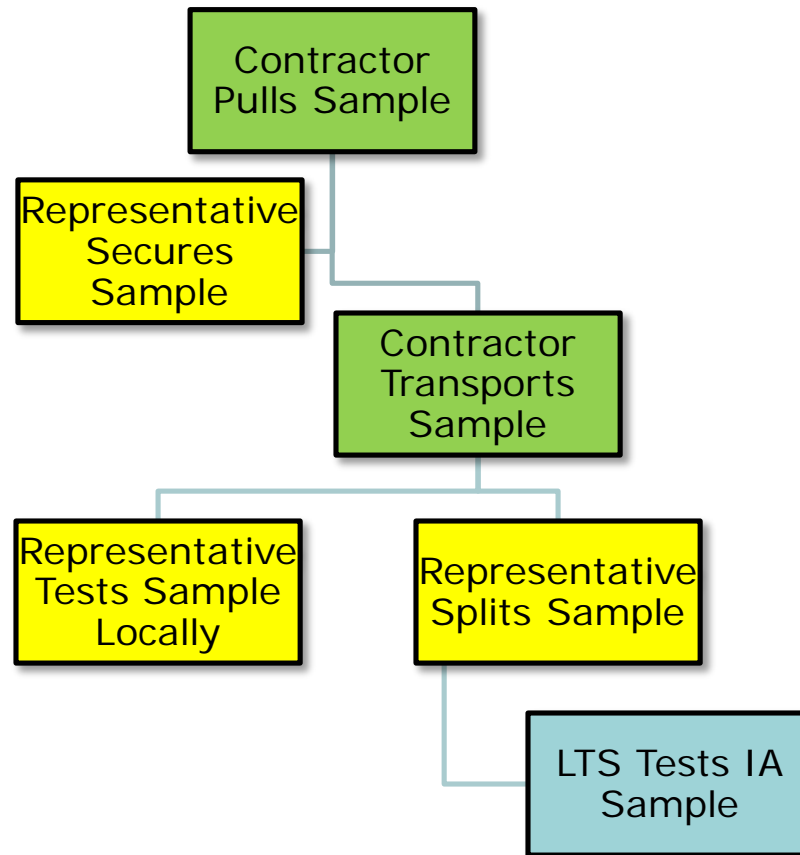 Contractor
Pulls Sample
Representative
Secures
Sample
Contractor
Transports
Sample
Representative
Tests Sample
Locally
Representative
Splits Sample
LTS Tests IA
Sample